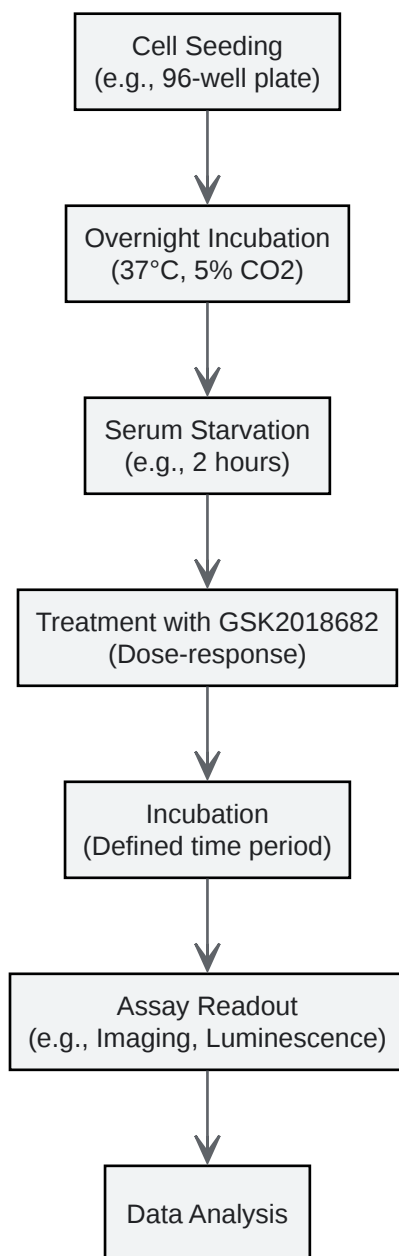 Cell Seeding
(e.g., 96-well plate)
Overnight Incubation
(37°C, 5% CO2)
Serum Starvation
(e.g., 2 hours)
Treatment with GSK2018682
(Dose-response)
Incubation
(Defined time period)
Assay Readout
(e.g., Imaging, Luminescence)
Data Analysis